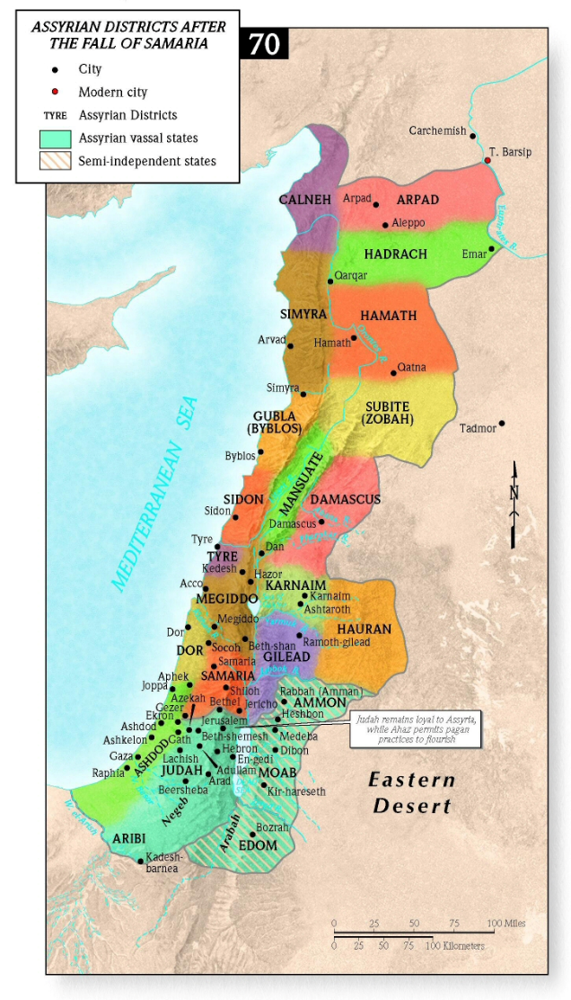 ASSYRIAN DISTRICTS AFTER
THE FALL OF SAMARIA
City
Modern city
TYRE Assyrian Districts
Assyrian vassal states
Semi-independent states
70
Carchemish
T. Barsip
CALNEH
Arpad
ARPAD
Aleppo
Euphrates R.
HADRACH
Emar
Qarqar
SIMYRA
HAMATH
Arvad
Hamath
Orontes R.
Qatna
Simyra
SUBITE
(ZOBAH)
GUBLA
(BYBLOS)
Tadmor
Byblos
MEDITERRANEAN SEA
MANSUATE
N
SIDON
DAMASCUS
Sidon
Damascus
Tyre
Dan
TYRE
Kedesh
Hazor
Acco
KARNAIM
MEGIDDO
Karnaim
Ashtaroth
Megiddo
Yarmuk R.
HAURAN
Dor
DOR
Socoh
Beth-shan
Ramoth-gilead
GILEAD
Samaria
SAMARIA
Jabbok R.
Aphek
Joppa
Shiloh
Rabbah (Amman)
Azekah
Bethel
Jericho
AMMON
Gezer
Heshbon
Ekron
Jerusalem
Judah remains loyal to Assyria,
while Ahaz permits pagan
practices to flourish
Ashdod
Gath
Beth-shemesh
Medeba
Ashkelon
ASHDOD
Hebron
Dibon
Gaza
Lachish
En-gedi
Raphia
JUDAH
Adullam
MOAB
Arad
Beersheba
Kir-hareseth
Eastern
Desert
Negeb
W. el-Arish
Arabah
Bozrah
ARIBI
EDOM
Kadesh-
barnea
0 25 50 75 100 Miles
0 25 50 75 100 Kilometers